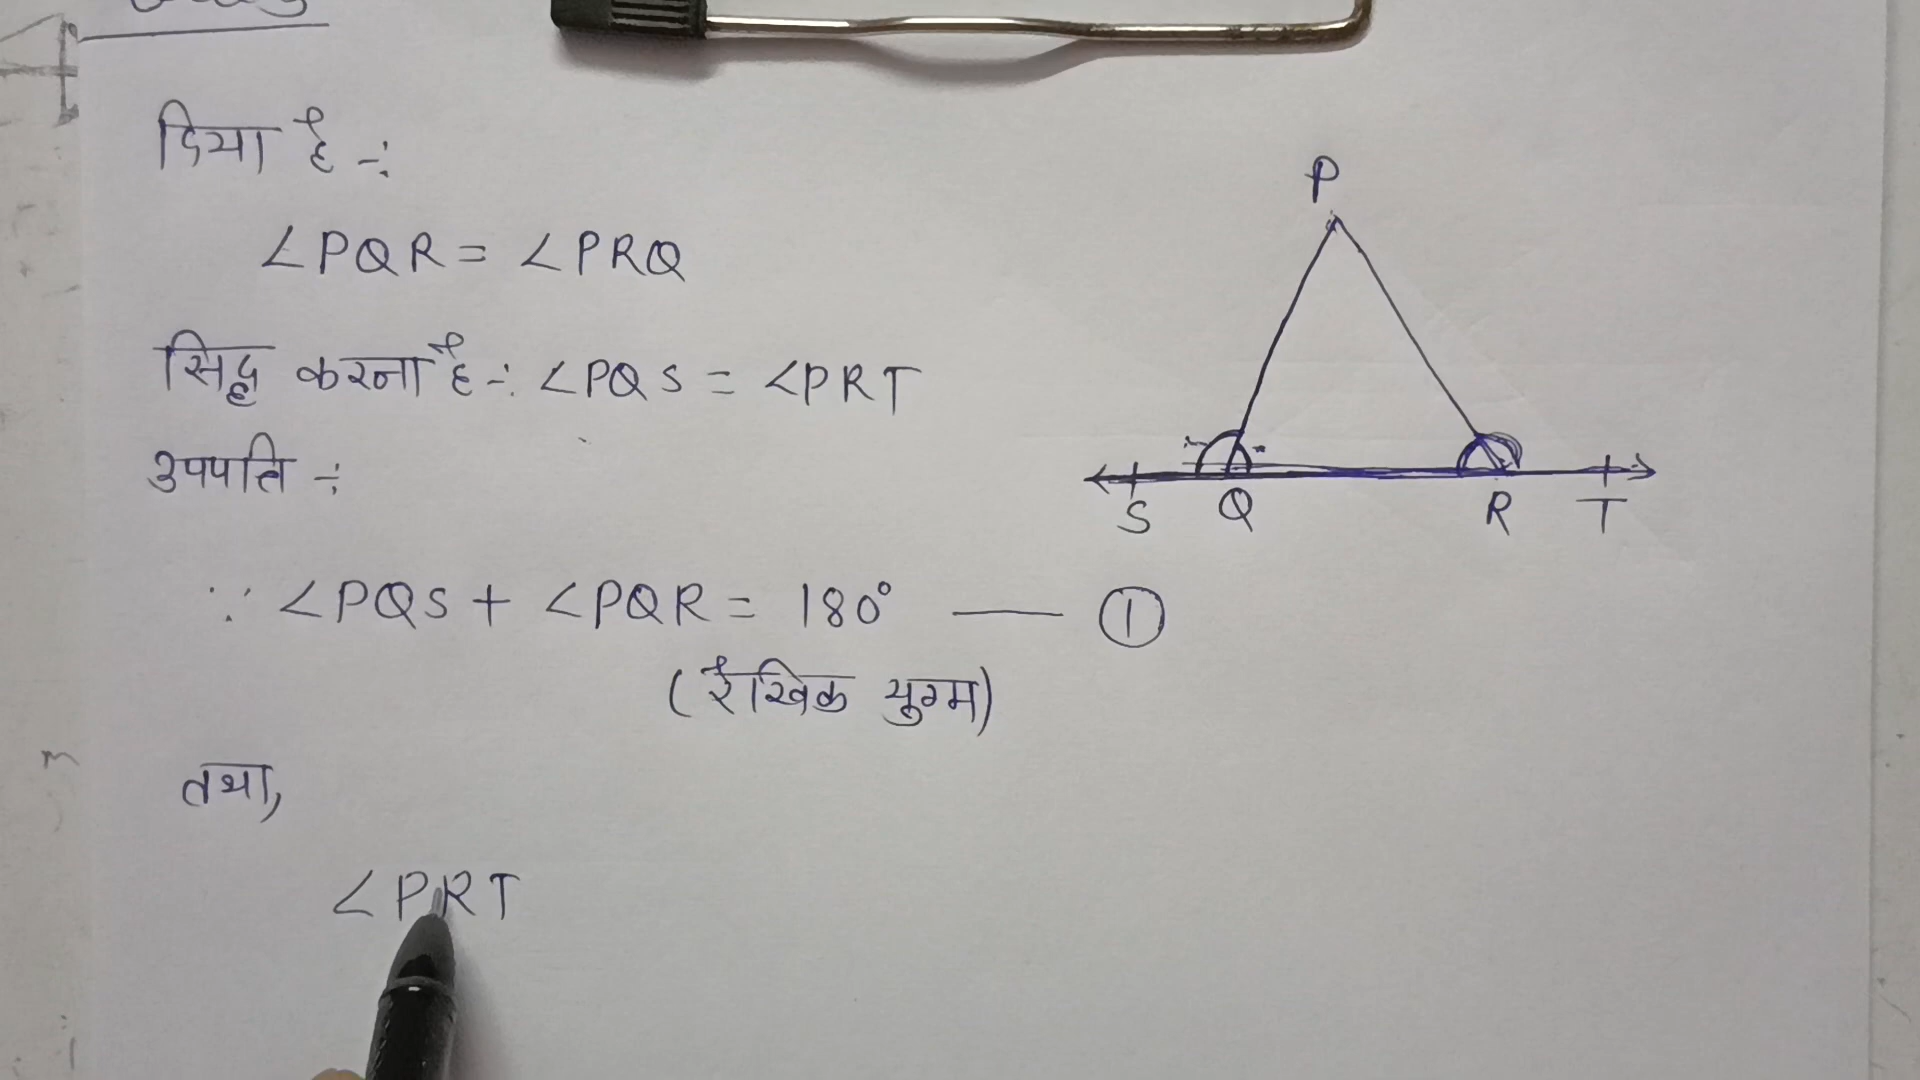 दिया है -:
∠PQR = ∠PRQ
सिद्ध करना है -: ∠PQS = ∠PRT
उपपत्ति ÷
∵ ∠PQS + ∠PQR = 180° —— ①
(रैखिक युग्म)
तथा,
∠PRT
P
S Q R T